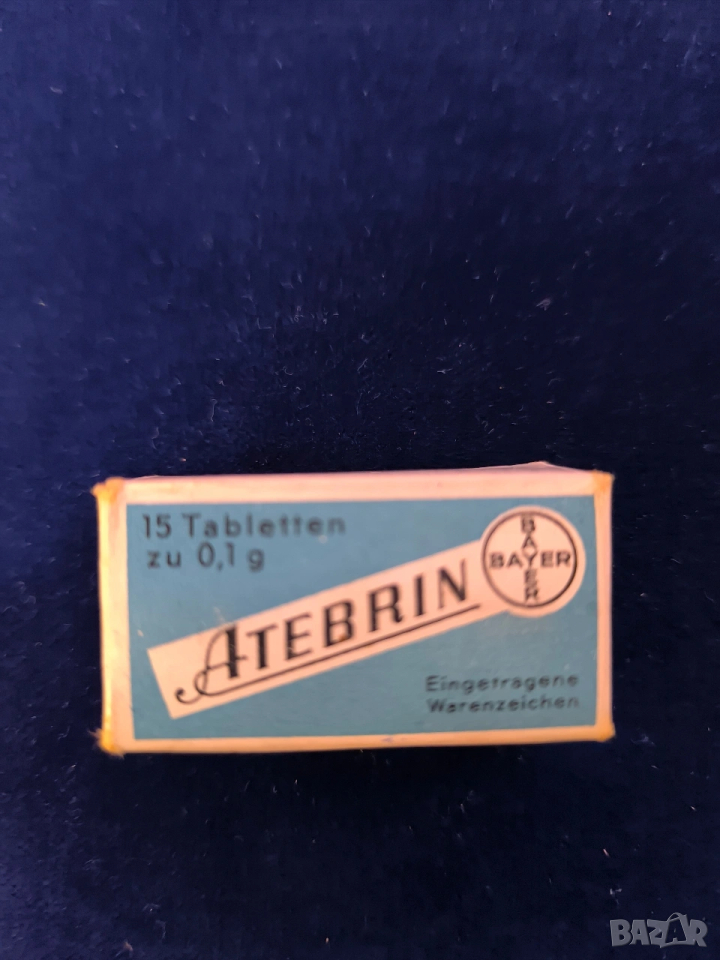 15 Tabletten
zu 0,1 g
ATEBRIN
BAYER
BAYER
Eingetragene
Warenzeichen
BAZAR